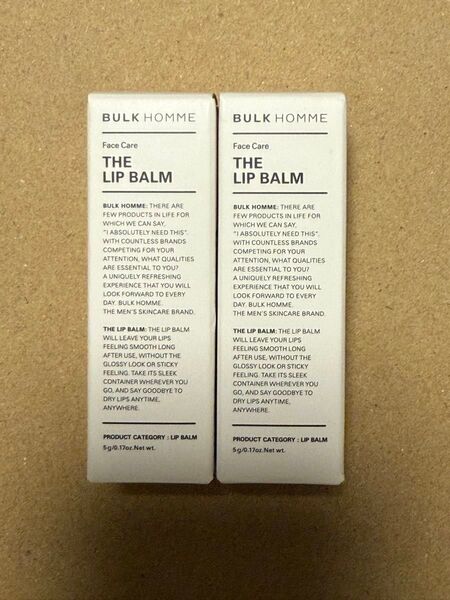 BULK HOMME
Face Care
THE
LIP BALM
BULK HOMME: THERE ARE
FEW PRODUCTS IN LIFE FOR
WHICH WE CAN SAY,
"I ABSOLUTELY NEED THIS".
WITH COUNTLESS BRANDS
COMPETING FOR YOUR
ATTENTION, WHAT QUALITIES
ARE ESSENTIAL TO YOU?
A UNIQUELY REFRESHING
EXPERIENCE THAT YOU WILL
LOOK FORWARD TO EVERY
DAY. BULK HOMME.
THE MEN'S SKINCARE BRAND.
THE LIP BALM: THE LIP BALM
WILL LEAVE YOUR LIPS
FEELING SMOOTH LONG
AFTER USE, WITHOUT THE
GLOSSY LOOK OR STICKY
FEELING. TAKE ITS SLEEK
CONTAINER WHEREVER YOU
GO, AND SAY GOODBYE TO
DRY LIPS ANYTIME,
ANYWHERE.
PRODUCT CATEGORY : LIP BALM
5g/0.17oz.Net wt.
BULK HOMME
Face Care
THE
LIP BALM
BULK HOMME: THERE ARE
FEW PRODUCTS IN LIFE FOR
WHICH WE CAN SAY,
"I ABSOLUTELY NEED THIS".
WITH COUNTLESS BRANDS
COMPETING FOR YOUR
ATTENTION, WHAT QUALITIES
ARE ESSENTIAL TO YOU?
A UNIQUELY REFRESHING
EXPERIENCE THAT YOU WILL
LOOK FORWARD TO EVERY
DAY. BULK HOMME.
THE MEN'S SKINCARE BRAND.
THE LIP BALM: THE LIP BALM
WILL LEAVE YOUR LIPS
FEELING SMOOTH LONG
AFTER USE, WITHOUT THE
GLOSSY LOOK OR STICKY
FEELING. TAKE ITS SLEEK
CONTAINER WHEREVER YOU
GO, AND SAY GOODBYE TO
DRY LIPS ANYTIME,
ANYWHERE.
PRODUCT CATEGORY : LIP BALM
5g/0.17oz.Net wt.